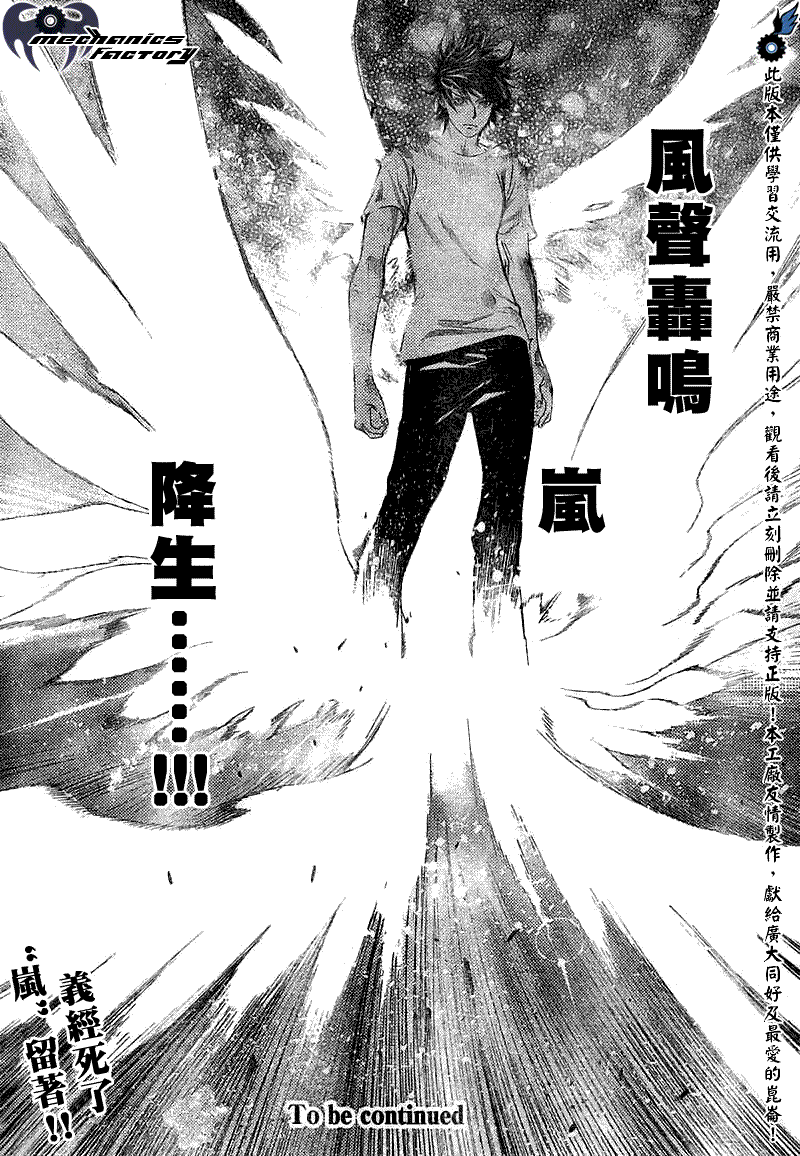 mechanics
factory
此版本僅供學習交流用，嚴禁商業用途，觀看後請立刻刪除並請支持正版！本工廠友情製作，獻給廣大同好及最愛的崑崙！
風聲轟鳴
嵐
降生……!!!
義經死了
“嵐”留著!!
To be continued